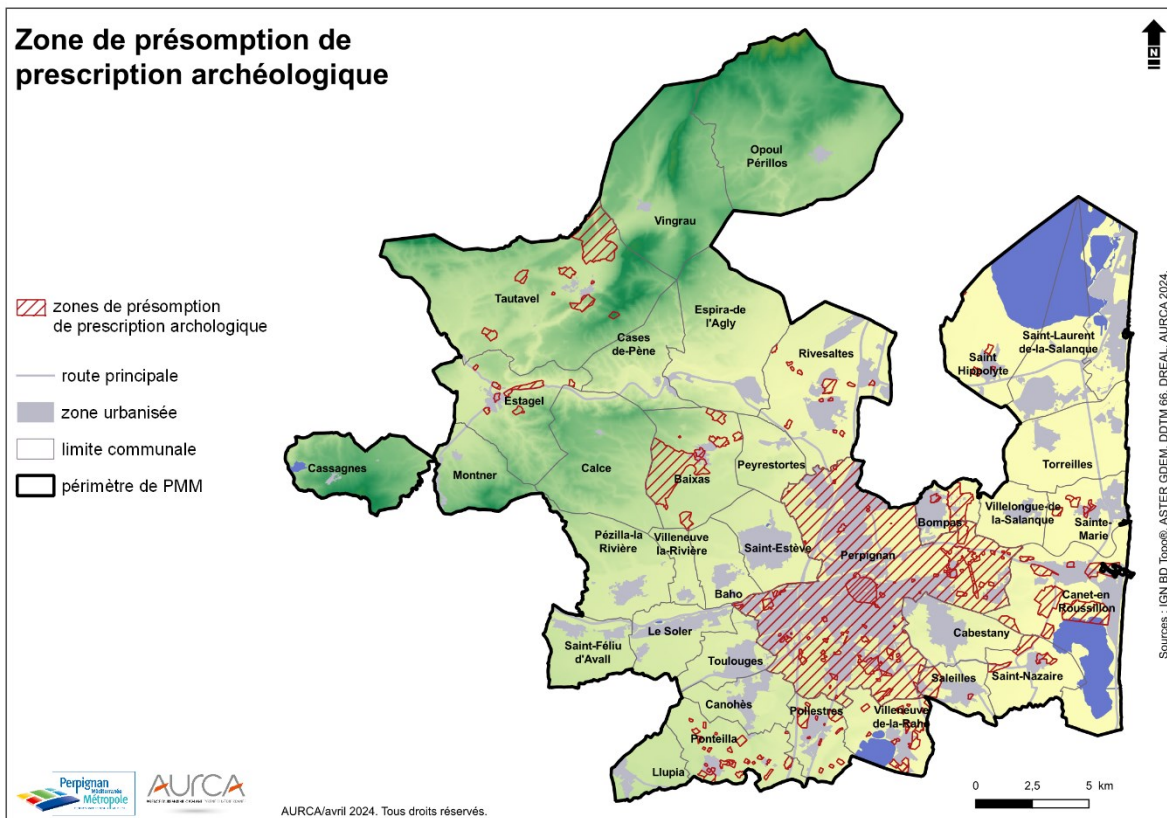 Zone de présomption de
prescription archéologique
N
Opoul
Périllos
Vingrau
Tautavel
Espira-de
l'Agly
Cases
de-Pène
Rivesaltes
Saint-Laurent
de-la-Salanque
Saint
Hippolyte
zones de présomption
de prescription archologique
route principale
zone urbanisée
limite communale
périmètre de PMM
Estagel
Cassagnes
Montner
Calce
Baixas
Peyrestortes
Torreilles
Bompas
Villelongue-de
la-Salanque
Sainte-
Marie
Pézilla-la
Rivière
Villeneuve
la-Rivière
Saint-Estève
Perpignan
Baho
Canet-en
Roussillon
Le Soler
Cabestany
Saint-Féliu
d'Avall
Toulouges
Saleilles
Saint-Nazaire
Canohès
Pollestres
Villeneuve
de-la-Raho
Ponteilla
Llupia
Sources : IGN BD Topo®, ASTER GDEM, DDTM 66, DREAL, AURCA 2024.
0 2,5 5 km
Perpignan
Méditerranée
Métropole
AURCA
AURCA/avril 2024. Tous droits réservés.